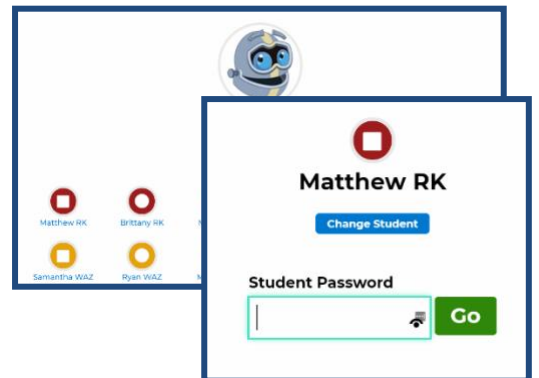 Matthew RK
Brittany RK
Samantha WAZ
Ryan WAZ
Matthew RK
Change Student
Student Password
Go